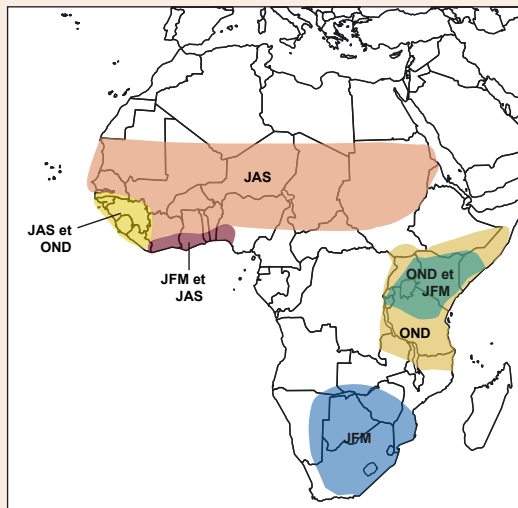 JAS
JAS et
OND
JFM et
JAS
OND et
JFM
OND
JFM